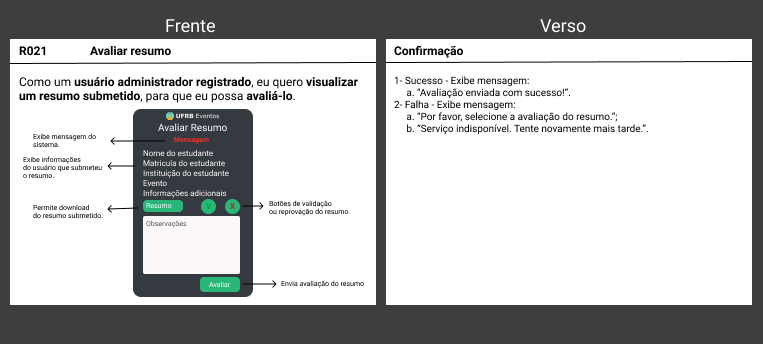 Frente
Verso
R021 Avaliar resumo
Como um usuário administrador registrado, eu quero visualizar
um resumo submetido, para que eu possa avaliá-lo.
UFRB Eventos
Avaliar Resumo
Mensagem
Exibe mensagem do
sistema.
Exibe informações
do usuário que submeteu
o resumo.
Nome do estudante
Matricula do estudante
Instituição do estudante
Evento
Informações adicionais
Permite download
do resumo submetido.
Resumo
V
X
Botões de validação
ou reprovação do resumo.
Observações
Avaliar
Envia avaliação do resumo
Confirmação
1- Sucesso - Exibe mensagem:
a. “Avaliação enviada com sucesso!”.
2- Falha - Exibe mensagem:
a. “Por favor, selecione a avaliação do resumo.”;
b. “Serviço indisponível. Tente novamente mais tarde.”.